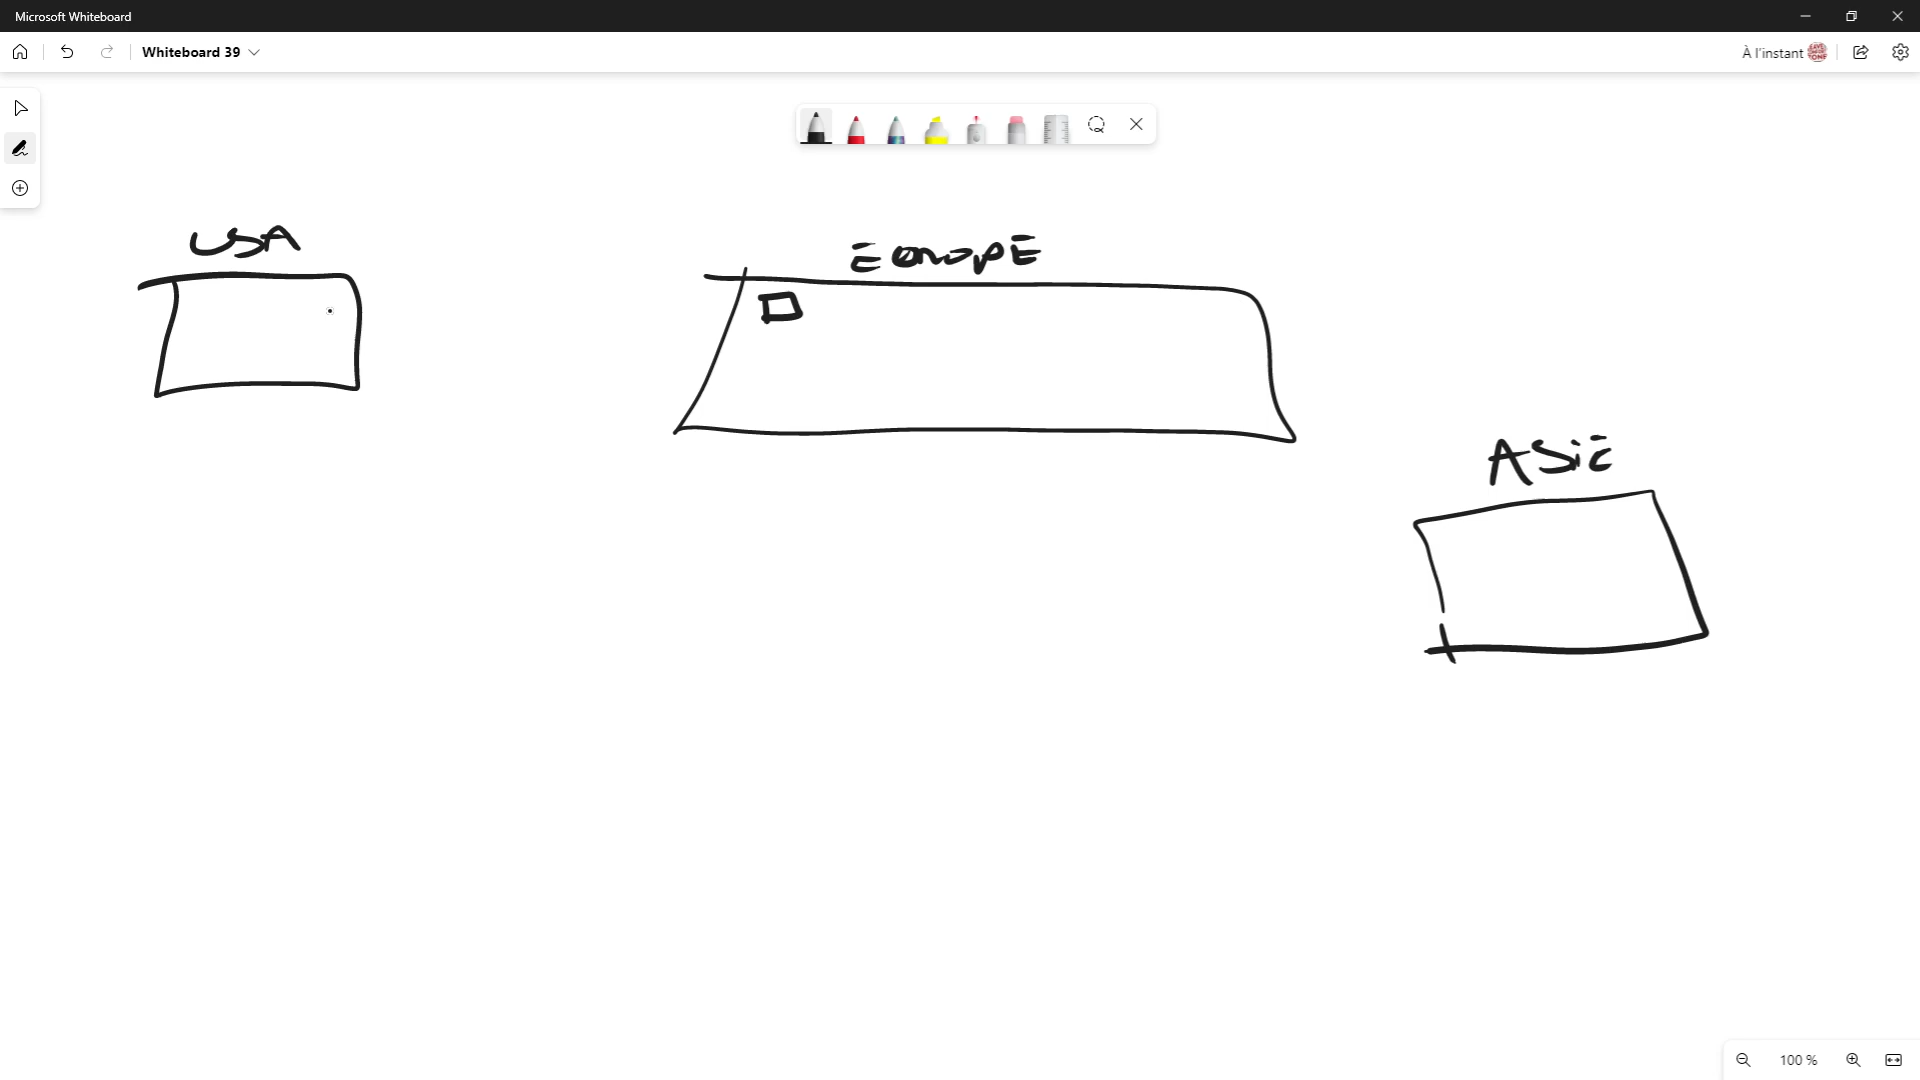 Microsoft Whiteboard
Whiteboard 39
À l'instant
USA
EUROPE
ASiE
100 %